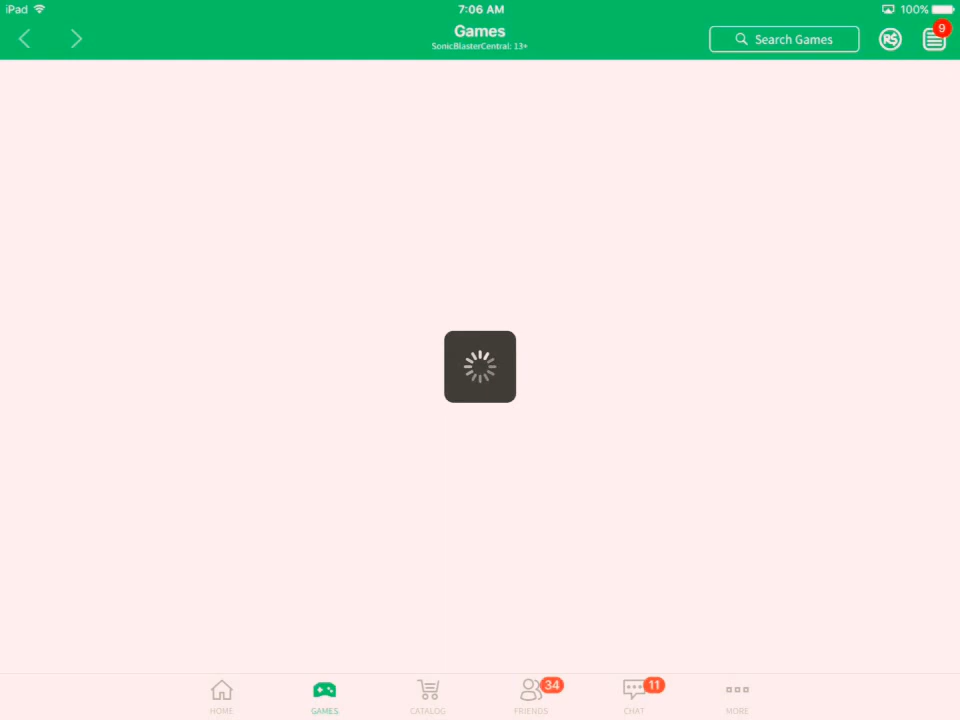 iPad 7:06 AM 100%
Games
SonicBlasterCentral: 13+
Search Games
R$
9
34
11
HOME
GAMES
CATALOG
FRIENDS
CHAT
MORE